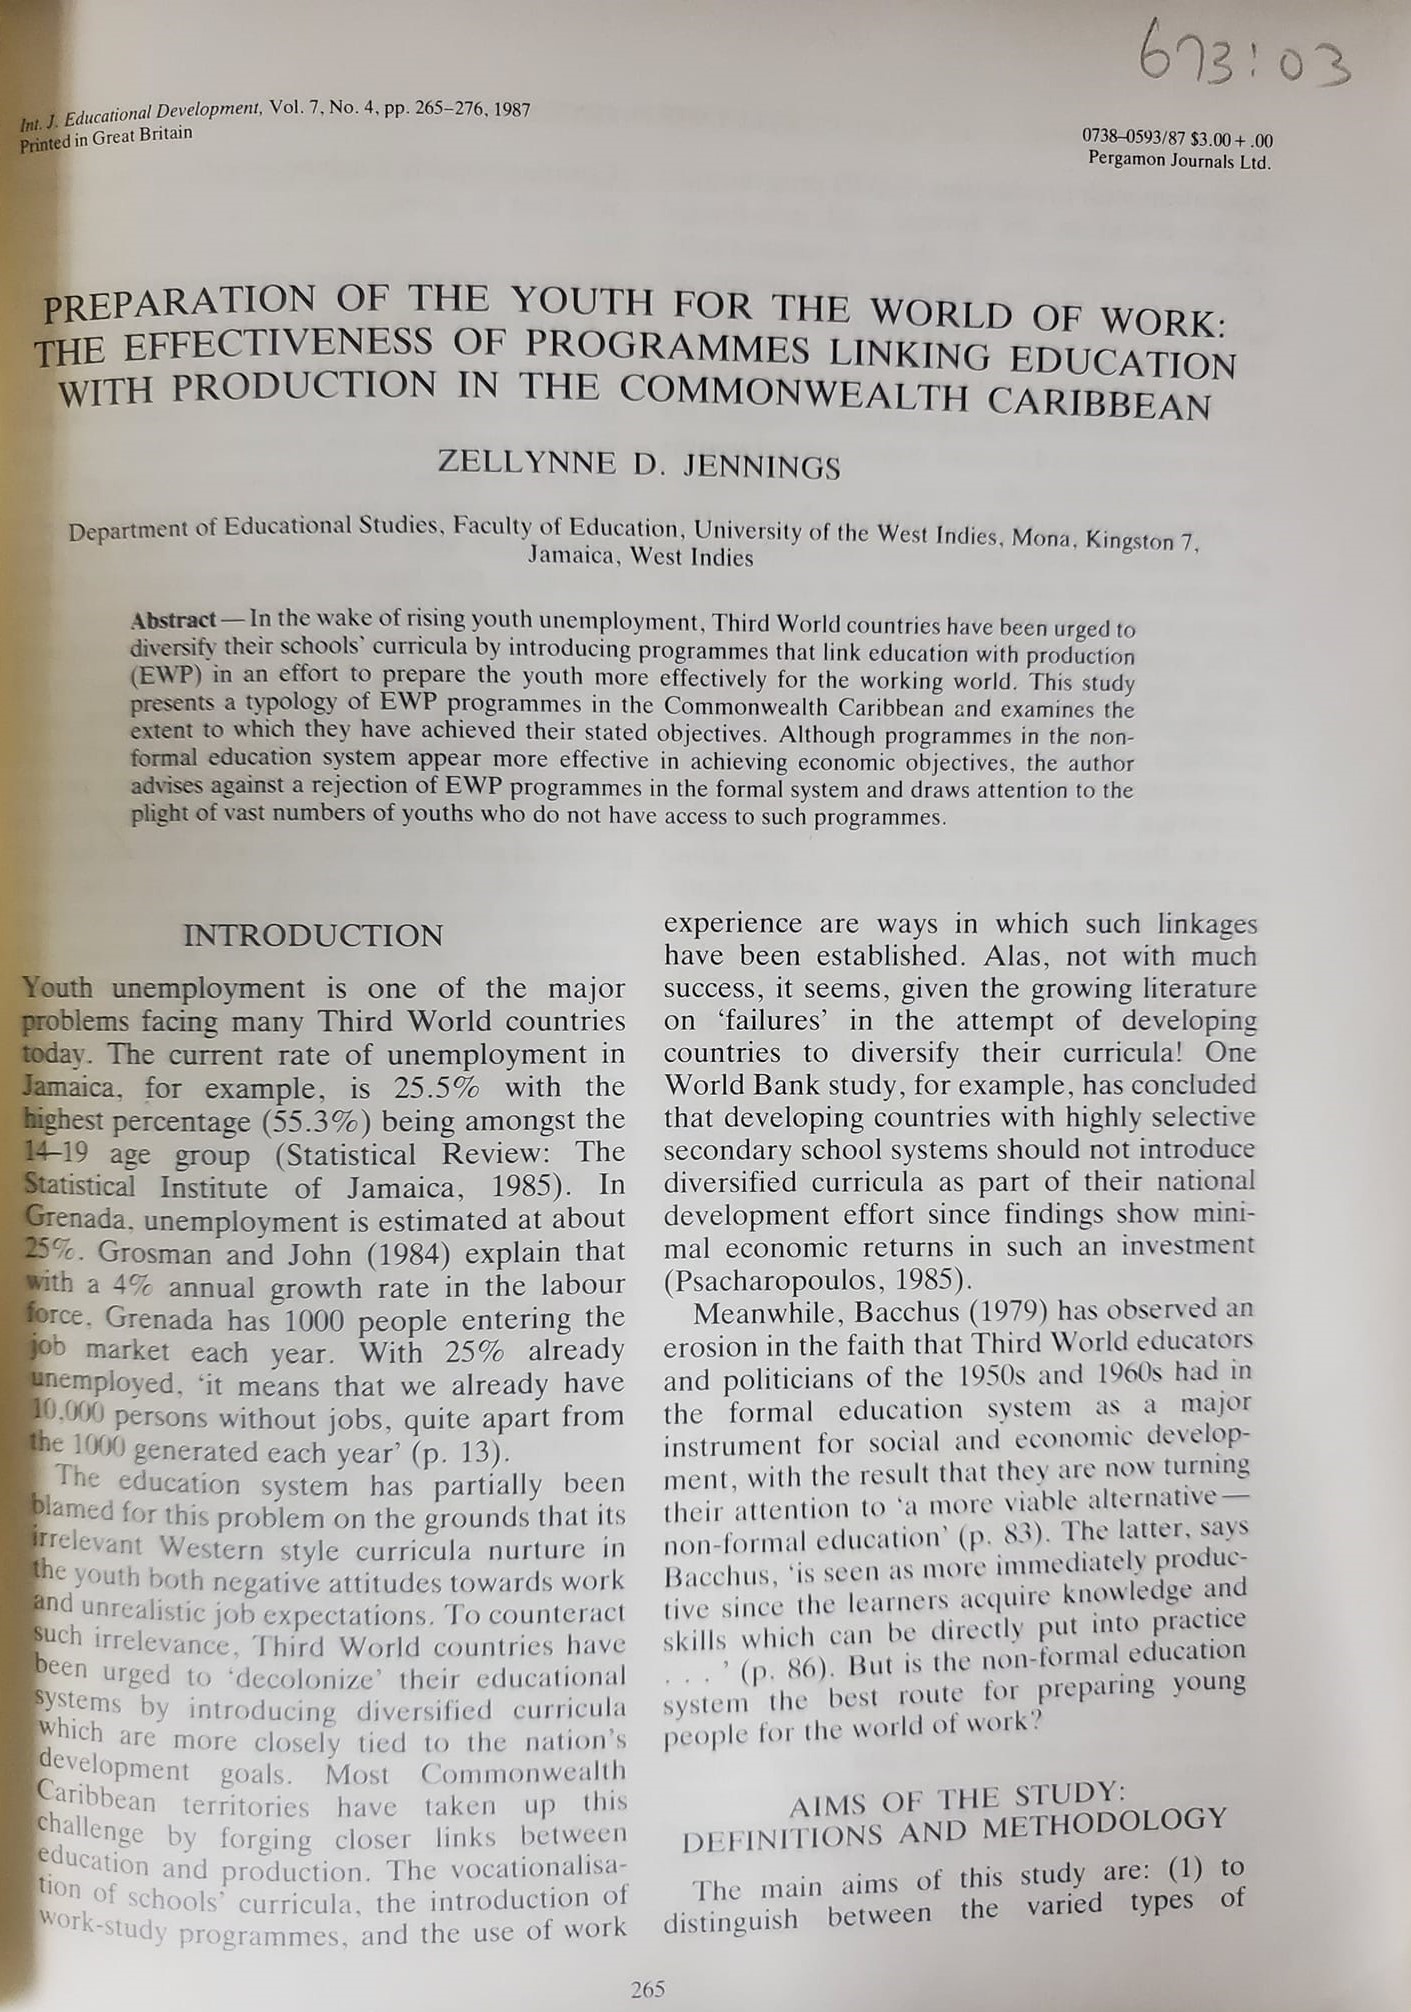 673:03
Int. J. Educational Development, Vol. 7, No. 4, pp. 265–276, 1987
Printed in Great Britain
0738–0593/87 $3.00 + .00
Pergamon Journals Ltd.
PREPARATION OF THE YOUTH FOR THE WORLD OF WORK:
THE EFFECTIVENESS OF PROGRAMMES LINKING EDUCATION
WITH PRODUCTION IN THE COMMONWEALTH CARIBBEAN
ZELLYNNE D. JENNINGS
Department of Educational Studies, Faculty of Education, University of the West Indies, Mona, Kingston 7,
Jamaica, West Indies
Abstract — In the wake of rising youth unemployment, Third World countries have been urged to
diversify their schools' curricula by introducing programmes that link education with production
(EWP) in an effort to prepare the youth more effectively for the working world. This study
presents a typology of EWP programmes in the Commonwealth Caribbean and examines the
extent to which they have achieved their stated objectives. Although programmes in the non-
formal education system appear more effective in achieving economic objectives, the author
advises against a rejection of EWP programmes in the formal system and draws attention to the
plight of vast numbers of youths who do not have access to such programmes.
INTRODUCTION
Youth unemployment is one of the major
problems facing many Third World countries
today. The current rate of unemployment in
Jamaica, for example, is 25.5% with the
highest percentage (55.3%) being amongst the
14–19 age group (Statistical Review: The
Statistical Institute of Jamaica, 1985). In
Grenada, unemployment is estimated at about
25%. Grosman and John (1984) explain that
with a 4% annual growth rate in the labour
force, Grenada has 1000 people entering the
job market each year. With 25% already
unemployed, 'it means that we already have
10,000 persons without jobs, quite apart from
the 1000 generated each year' (p. 13).
The education system has partially been
blamed for this problem on the grounds that its
irrelevant Western style curricula nurture in
the youth both negative attitudes towards work
and unrealistic job expectations. To counteract
such irrelevance, Third World countries have
been urged to 'decolonize' their educational
systems by introducing diversified curricula
which are more closely tied to the nation's
development goals. Most Commonwealth
Caribbean territories have taken up this
challenge by forging closer links between
education and production. The vocationalisa-
tion of schools' curricula, the introduction of
work-study programmes, and the use of work
experience are ways in which such linkages
have been established. Alas, not with much
success, it seems, given the growing literature
on 'failures' in the attempt of developing
countries to diversify their curricula! One
World Bank study, for example, has concluded
that developing countries with highly selective
secondary school systems should not introduce
diversified curricula as part of their national
development effort since findings show mini-
mal economic returns in such an investment
(Psacharopoulos, 1985).
Meanwhile, Bacchus (1979) has observed an
erosion in the faith that Third World educators
and politicians of the 1950s and 1960s had in
the formal education system as a major
instrument for social and economic develop-
ment, with the result that they are now turning
their attention to 'a more viable alternative —
non-formal education' (p. 83). The latter, says
Bacchus, 'is seen as more immediately produc-
tive since the learners acquire knowledge and
skills which can be directly put into practice
. . . ' (p. 86). But is the non-formal education
system the best route for preparing young
people for the world of work?
AIMS OF THE STUDY:
DEFINITIONS AND METHODOLOGY
The main aims of this study are: (1) to
distinguish between the varied types of
265